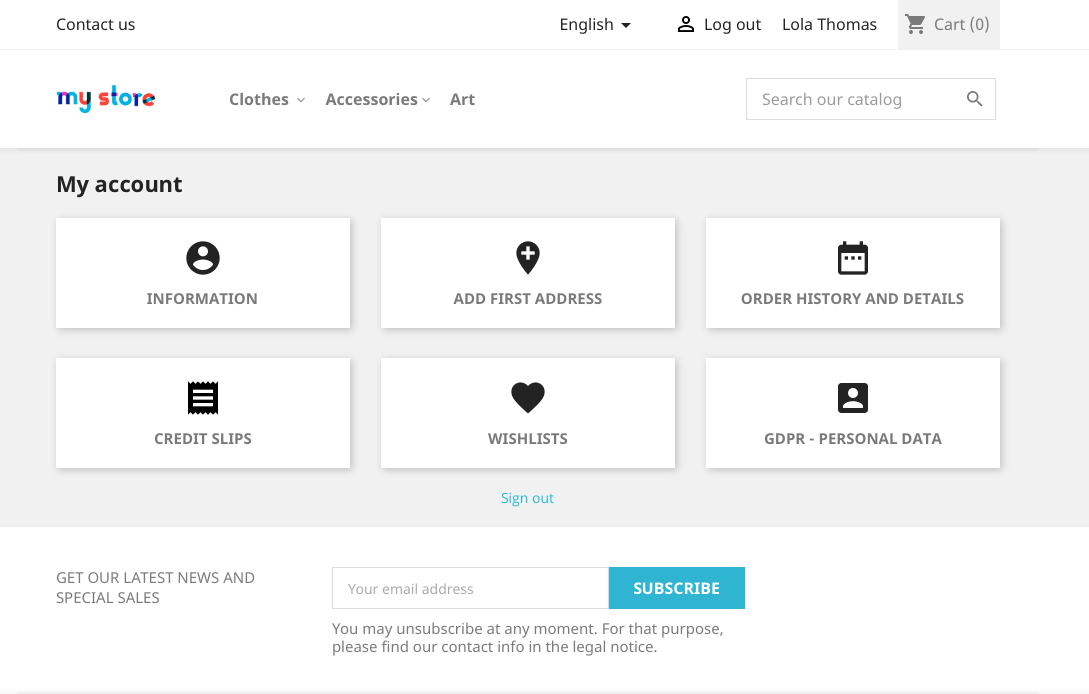 Contact us
English
Log out
Lola Thomas
Cart (0)
my store
Clothes
Accessories
Art
Search our catalog
My account
INFORMATION
ADD FIRST ADDRESS
ORDER HISTORY AND DETAILS
CREDIT SLIPS
WISHLISTS
GDPR - PERSONAL DATA
Sign out
GET OUR LATEST NEWS AND
SPECIAL SALES
Your email address
SUBSCRIBE
You may unsubscribe at any moment. For that purpose,
please find our contact info in the legal notice.